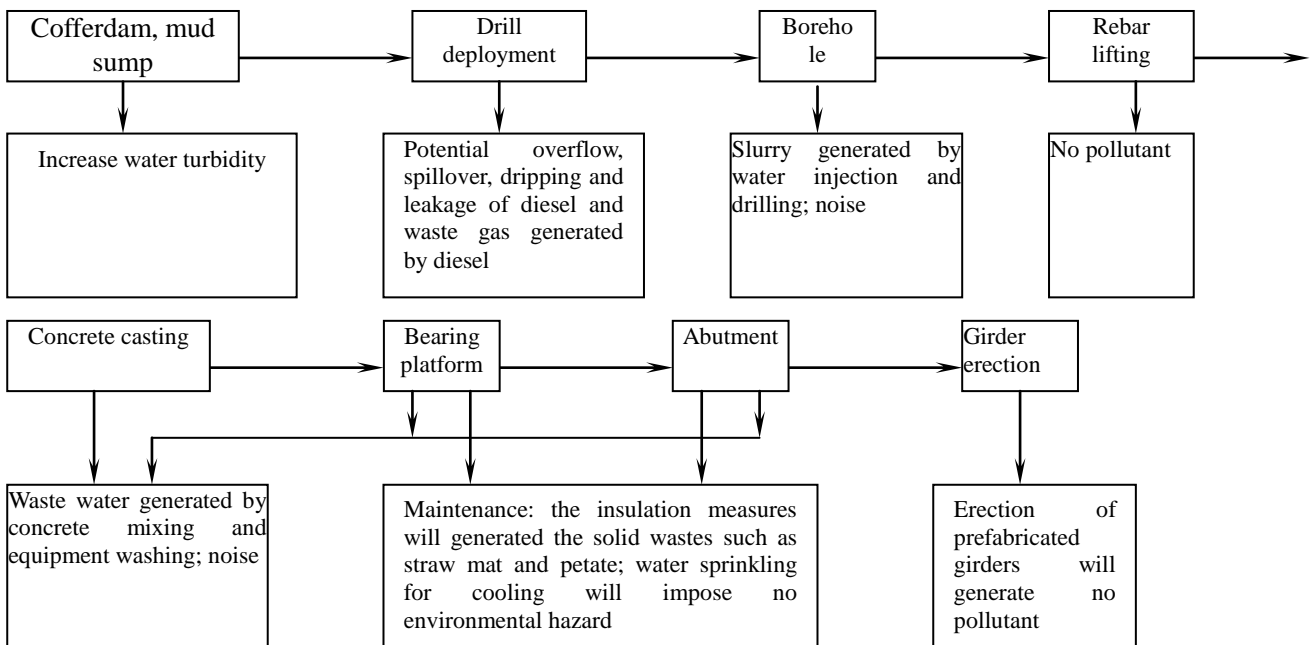 Cofferdam, mud
sump
Drill
deployment
Boreho
le
Rebar
lifting
Increase water turbidity
Potential overflow,
spillover, dripping and
leakage of diesel and
waste gas generated
by diesel
Slurry generated by
water injection and
drilling; noise
No pollutant
Concrete casting
Bearing
platform
Abutment
Girder
erection
Waste water generated by
concrete mixing and
equipment washing; noise
Maintenance: the insulation measures
will generated the solid wastes such as
straw mat and petate; water sprinkling
for cooling will impose no
environmental hazard
Erection of
prefabricated
girders will
generate no
pollutant